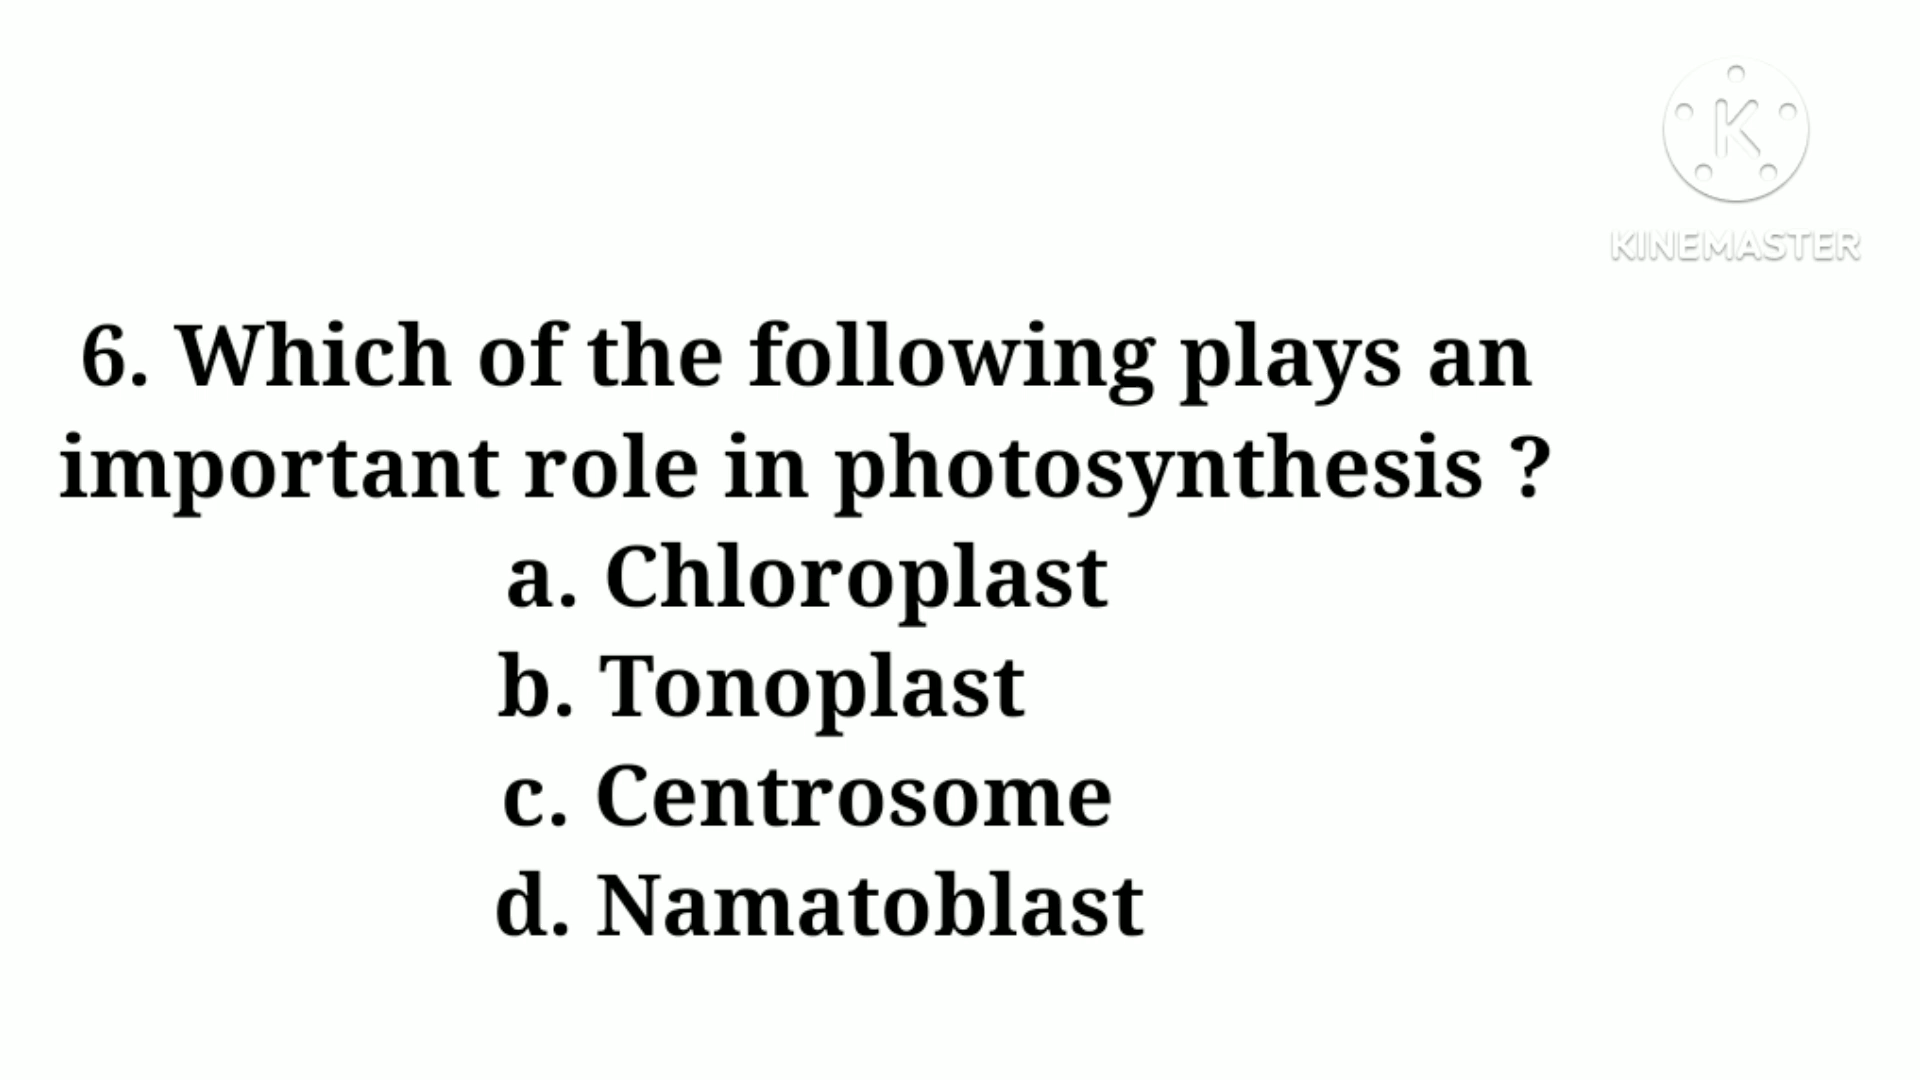 K
KINEMASTER
6. Which of the following plays an
important role in photosynthesis ?
a. Chloroplast
b. Tonoplast
c. Centrosome
d. Namatoblast